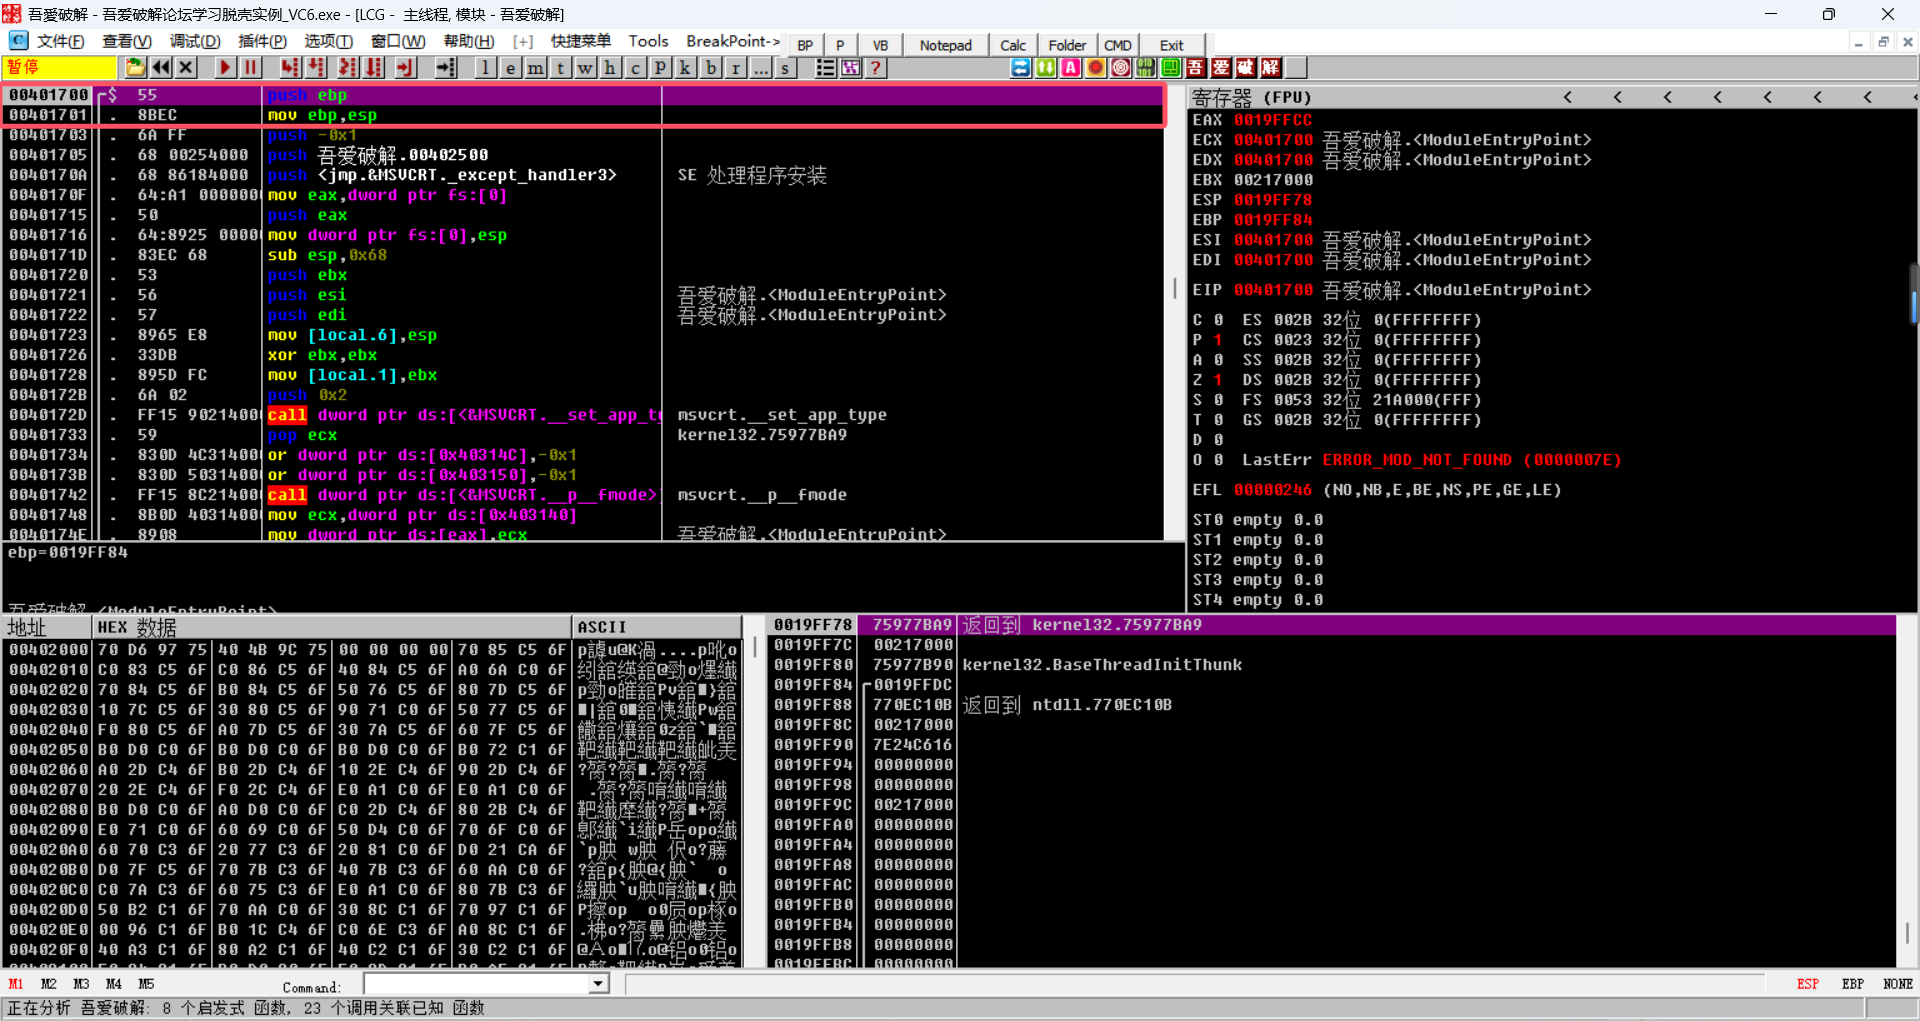 吾爱破解 - 吾爱破解论坛学习脱壳实例_VC6.exe - [LCG - 主线程, 模块 - 吾爱破解]
文件(F) 查看(V) 调试(D) 插件(P) 选项(T) 窗口(W) 帮助(H) [+] 快捷菜单 Tools BreakPoint-> BP P VB Notepad Calc Folder CMD Exit
暂停 l e m t w h c p k b r ... s ? 吾 爱 破 解
00401700 $ 55 push ebp
00401701 . 8BEC mov ebp,esp
00401703 . 6A FF push -0x1
00401705 . 68 00254000 push 吾爱破解.00402500
0040170A . 68 86184000 push <jmp.&MSVCRT._except_handler3> SE 处理程序安装
0040170F . 64:A1 0000000 mov eax,dword ptr fs:[0]
00401715 . 50 push eax
00401716 . 64:8925 0000 mov dword ptr fs:[0],esp
0040171D . 83EC 68 sub esp,0x68
00401720 . 53 push ebx
00401721 . 56 push esi 吾爱破解.<ModuleEntryPoint>
00401722 . 57 push edi 吾爱破解.<ModuleEntryPoint>
00401723 . 8965 E8 mov [local.6],esp
00401726 . 33DB xor ebx,ebx
00401728 . 895D FC mov [local.1],ebx
0040172B . 6A 02 push 0x2
0040172D . FF15 9021400 call dword ptr ds:[<&MSVCRT.__set_app_t msvcrt.__set_app_type
00401733 . 59 pop ecx kernel32.75977BA9
00401734 . 830D 4C31400 or dword ptr ds:[0x40314C],-0x1
0040173B . 830D 5031400 or dword ptr ds:[0x403150],-0x1
00401742 . FF15 8C21400 call dword ptr ds:[<&MSVCRT.__p__fmode>] msvcrt.__p__fmode
00401748 . 8B0D 4031400 mov ecx,dword ptr ds:[0x403140]
0040174E . 8908 mov dword ptr ds:[eax],ecx 吾爱破解.<ModuleEntryPoint>
ebp=0019FF84
吾爱破解.<ModuleEntryPoint>
寄存器 (FPU) < < < < < < <
EAX 0019FFCC
ECX 00401700 吾爱破解.<ModuleEntryPoint>
EDX 00401700 吾爱破解.<ModuleEntryPoint>
EBX 00217000
ESP 0019FF78
EBP 0019FF84
ESI 00401700 吾爱破解.<ModuleEntryPoint>
EDI 00401700 吾爱破解.<ModuleEntryPoint>
EIP 00401700 吾爱破解.<ModuleEntryPoint>
C 0 ES 002B 32位 0(FFFFFFFF)
P 1 CS 0023 32位 0(FFFFFFFF)
A 0 SS 002B 32位 0(FFFFFFFF)
Z 1 DS 002B 32位 0(FFFFFFFF)
S 0 FS 0053 32位 21A000(FFF)
T 0 GS 002B 32位 0(FFFFFFFF)
D 0
O 0 LastErr ERROR_MOD_NOT_FOUND (0000007E)
EFL 00000246 (NO,NB,E,BE,NS,PE,GE,LE)
ST0 empty 0.0
ST1 empty 0.0
ST2 empty 0.0
ST3 empty 0.0
ST4 empty 0.0
地址 HEX 数据 ASCII
00402000 70 D6 97 75 40 4B 9C 75 00 00 00 00 70 85 C5 6F
00402010 C0 83 C5 6F C0 86 C5 6F 40 84 C5 6F A0 6A C0 6F
00402020 70 84 C5 6F B0 84 C5 6F 50 76 C5 6F 80 7D C5 6F
00402030 10 7C C5 6F 30 80 C5 6F 90 71 C0 6F 50 77 C5 6F
00402040 F0 80 C5 6F A0 7D C5 6F 30 7A C5 6F 60 7F C5 6F
00402050 B0 D0 C0 6F B0 D0 C0 6F B0 D0 C0 6F B0 72 C1 6F
00402060 A0 2D C4 6F B0 2D C4 6F 10 2E C4 6F 90 2D C4 6F
00402070 20 2E C4 6F F0 2C C4 6F E0 A1 C0 6F E0 A1 C0 6F
00402080 B0 D0 C0 6F A0 D0 C0 6F C0 2D C4 6F 80 2B C4 6F
00402090 E0 71 C0 6F 60 69 C0 6F 50 D4 C0 6F 70 6F C0 6F
004020A0 60 70 C3 6F 20 77 C3 6F 20 81 C0 6F D0 21 CA 6F
004020B0 D0 7F C5 6F 70 7B C3 6F 40 7B C3 6F 60 AA C0 6F
004020C0 C0 7A C3 6F 60 75 C3 6F E0 A1 C0 6F 80 7B C3 6F
004020D0 50 B2 C1 6F 70 AA C0 6F 30 8C C1 6F 70 97 C1 6F
004020E0 00 96 C1 6F B0 1C C4 6F C0 6E C3 6F A0 8C C1 6F
004020F0 40 A3 C1 6F 80 A2 C1 6F 40 C2 C1 6F 30 C2 C1 6F
0019FF78 75977BA9 返回到 kernel32.75977BA9
0019FF7C 00217000
0019FF80 75977B90 kernel32.BaseThreadInitThunk
0019FF84 0019FFDC
0019FF88 770EC10B 返回到 ntdll.770EC10B
0019FF8C 00217000
0019FF90 7E24C616
0019FF94 00000000
0019FF98 00000000
0019FF9C 00217000
0019FFA0 00000000
0019FFA4 00000000
0019FFA8 00000000
0019FFAC 00000000
0019FFB0 00000000
0019FFB4 00000000
0019FFB8 00000000
0019FFBC 00000000
M1 M2 M3 M4 M5 Command: ESP EBP NONE
正在分析 吾爱破解: 8 个启发式 函数, 23 个调用关联已知 函数